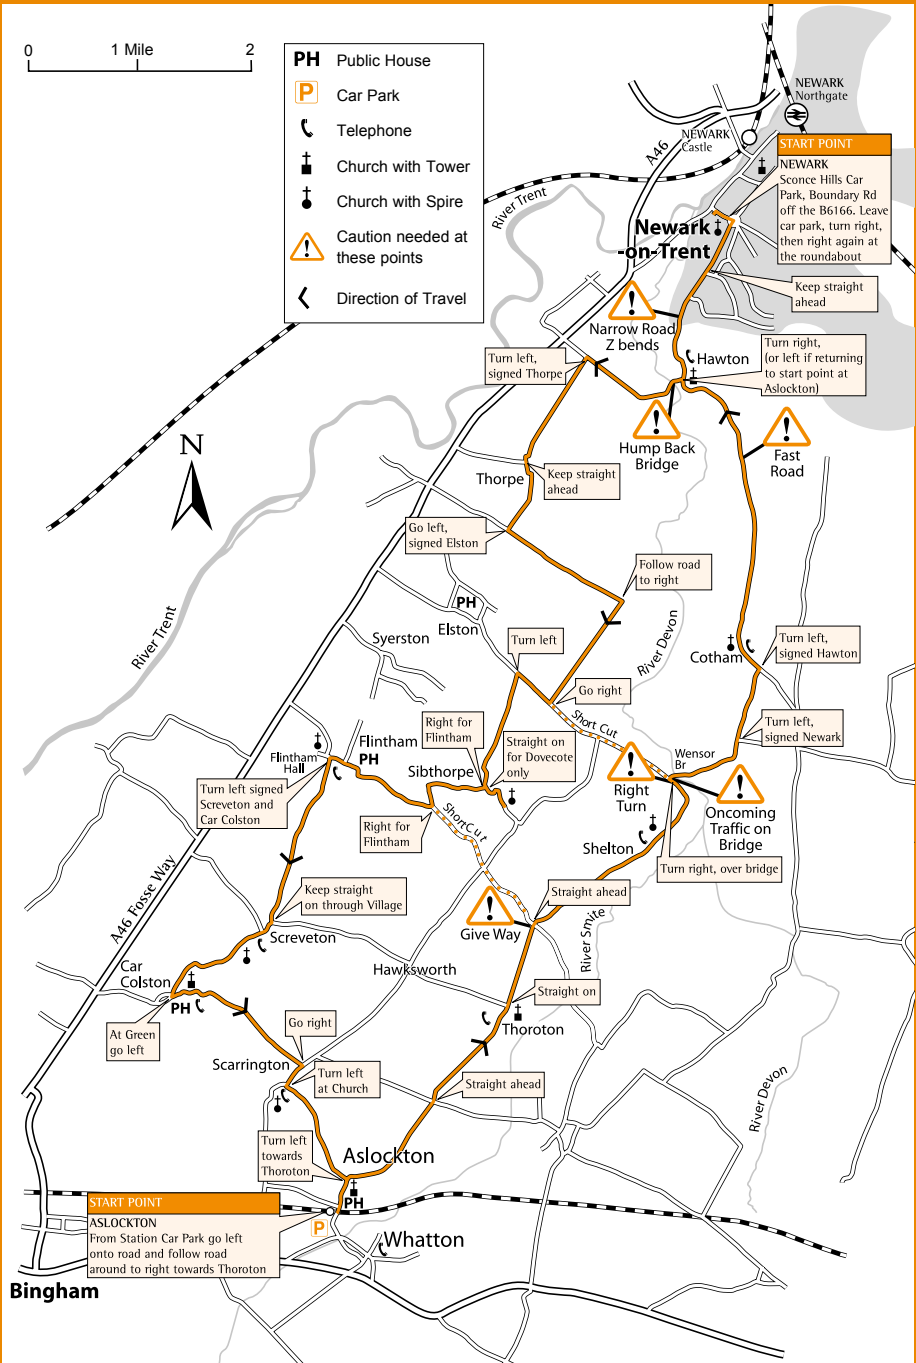 0
1 Mile
2
PH Public House
P Car Park
Telephone
Church with Tower
Church with Spire
Caution needed at
these points
Direction of Travel
NEWARK
Northgate
NEWARK
Castle
A46
River Trent
START POINT
NEWARK
Sconce Hills Car
Park, Boundary Rd
off the B6166. Leave
car park, turn right,
then right again at
the roundabout
Newark
-on-Trent
Keep straight
ahead
Narrow Road
Z bends
Hawton
Turn right,
(or left if returning
to start point at
Aslockton)
Turn left,
signed Thorpe
Hump Back
Bridge
Fast
Road
N
Thorpe
Keep straight
ahead
Go left,
signed Elston
Follow road
to right
PH
Elston
River Trent
Syerston
Turn left
River Devon
Cotham
Turn left,
signed Hawton
Go right
Short Cut
Right for
Flintham
Turn left,
signed Newark
Flintham
Hall
Flintham
PH
Straight on
for Dovecote
only
Sibthorpe
Wensor
Br
Turn left signed
Screveton and
Car Colston
Right
Turn
Oncoming
Traffic on
Bridge
Right for
Flintham
Short Cut
Shelton
Turn right, over bridge
A46 Fosse Way
Keep straight
on through Village
Straight ahead
Give Way
Screveton
River Smite
Car
Colston
Hawksworth
PH
Straight on
Thoroton
At Green
go left
Go right
Scarrington
Turn left
at Church
Straight ahead
River Devon
Turn left
towards
Thoroton
Aslockton
PH
START POINT
ASLOCKTON
From Station Car Park go left
onto road and follow road
around to right towards Thoroton
P
Whatton
Bingham